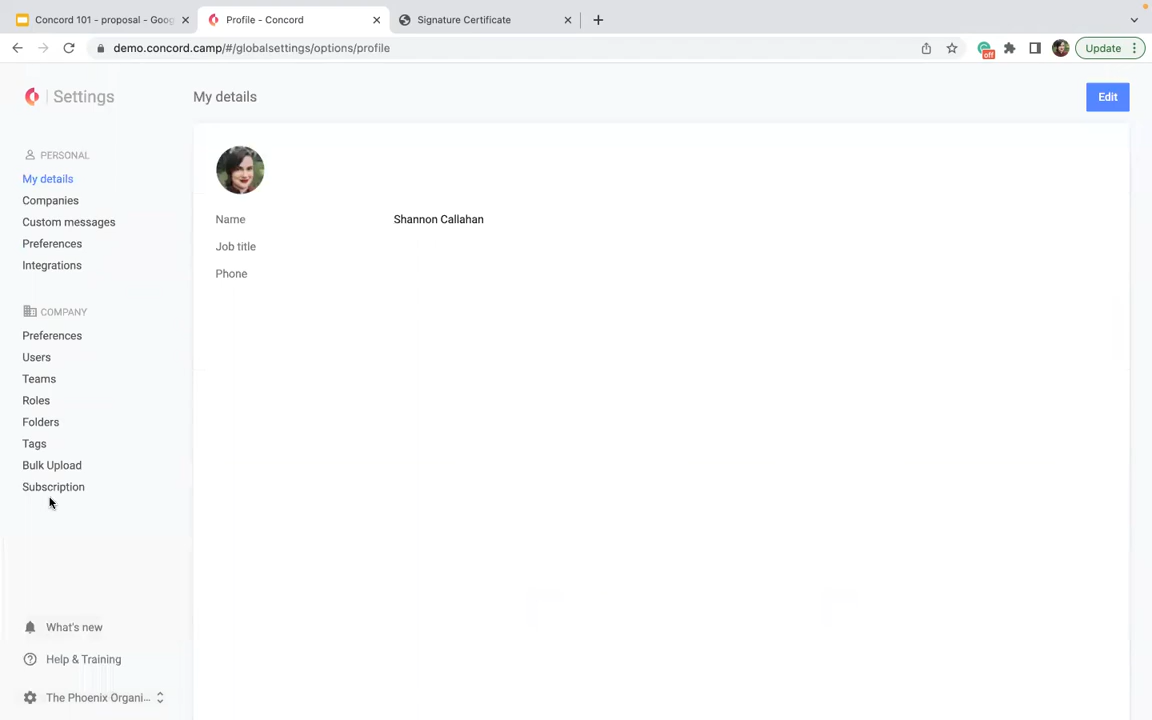 Concord 101 - proposal - Goog
Profile - Concord
Signature Certificate
demo.concord.camp/#/globalsettings/options/profile
off
Update
Settings
My details
Edit
PERSONAL
My details
Companies
Custom messages
Preferences
Integrations
Name
Shannon Callahan
Job title
Phone
COMPANY
Preferences
Users
Teams
Roles
Folders
Tags
Bulk Upload
Subscription
What's new
Help & Training
The Phoenix Organi...